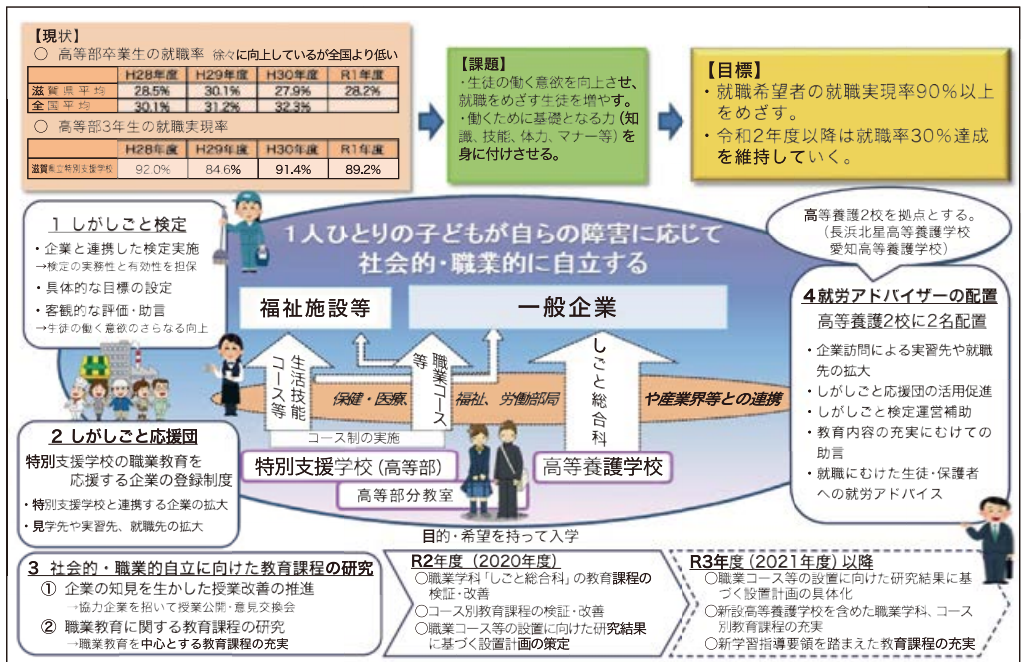 【現状】
○ 高等部卒業生の就職率 徐々に向上しているが全国より低い
H28年度 H29年度 H30年度 R1年度
滋賀県平均 28.5% 30.1% 27.9% 28.2%
全国平均 30.1% 31.2% 32.3%
○ 高等部3年生の就職実現率
H28年度 H29年度 H30年度 R1年度
滋賀県立特別支援学校 92.0% 84.6% 91.4% 89.2%
【課題】
・生徒の働く意欲を向上させ、
就職をめざす生徒を増やす。
・働くために基礎となる力（知
識、技能、体力、マナー等）を
身に付けさせる。
【目標】
・就職希望者の就職実現率90%以上
をめざす。
・令和2年度以降は就職率30%達成
を維持していく。
1 しがしごと検定
・企業と連携した検定実施
→検定の実務性と有効性を担保
・具体的な目標の設定
・客観的な評価・助言
→生徒の働く意欲のさらなる向上
1人ひとりの子どもが自らの障害に応じて
社会的・職業的に自立する
福祉施設等
一般企業
生活技能
コース等
職業コース
等
しごと総合科
保健・医療、福祉、労働部局や産業界等との連携
コース制の実施
特別支援学校（高等部）
高等部分教室
高等養護学校
目的・希望を持って入学
高等養護2校を拠点とする。
（長浜北星高等養護学校
愛知高等養護学校）
4就労アドバイザーの配置
高等養護2校に2名配置
・企業訪問による実習先や就職
先の拡大
・しがしごと応援団の活用促進
・しがしごと検定運営補助
・教育内容の充実にむけての
助言
・就職にむけた生徒・保護者
への就労アドバイス
2 しがしごと応援団
特別支援学校の職業教育を
応援する企業の登録制度
・特別支援学校と連携する企業の拡大
・見学先や実習先、就職先の拡大
3 社会的・職業的自立に向けた教育課程の研究
① 企業の知見を生かした授業改善の推進
→協力企業を招いて授業公開・意見交換会
② 職業教育に関する教育課程の研究
→職業教育を中心とする教育課程の充実
R2年度（2020年度）
○職業学科「しごと総合科」の教育課程の
検証・改善
○コース別教育課程の検証・改善
○職業コース等の設置に向けた研究結果
に基づく設置計画の策定
R3年度（2021年度）以降
○職業コース等の設置に向けた研究結果に基
づく設置計画の具体化
○新設高等養護学校を含めた職業学科、コース
別教育課程の充実
○新学習指導要領を踏まえた教育課程の充実